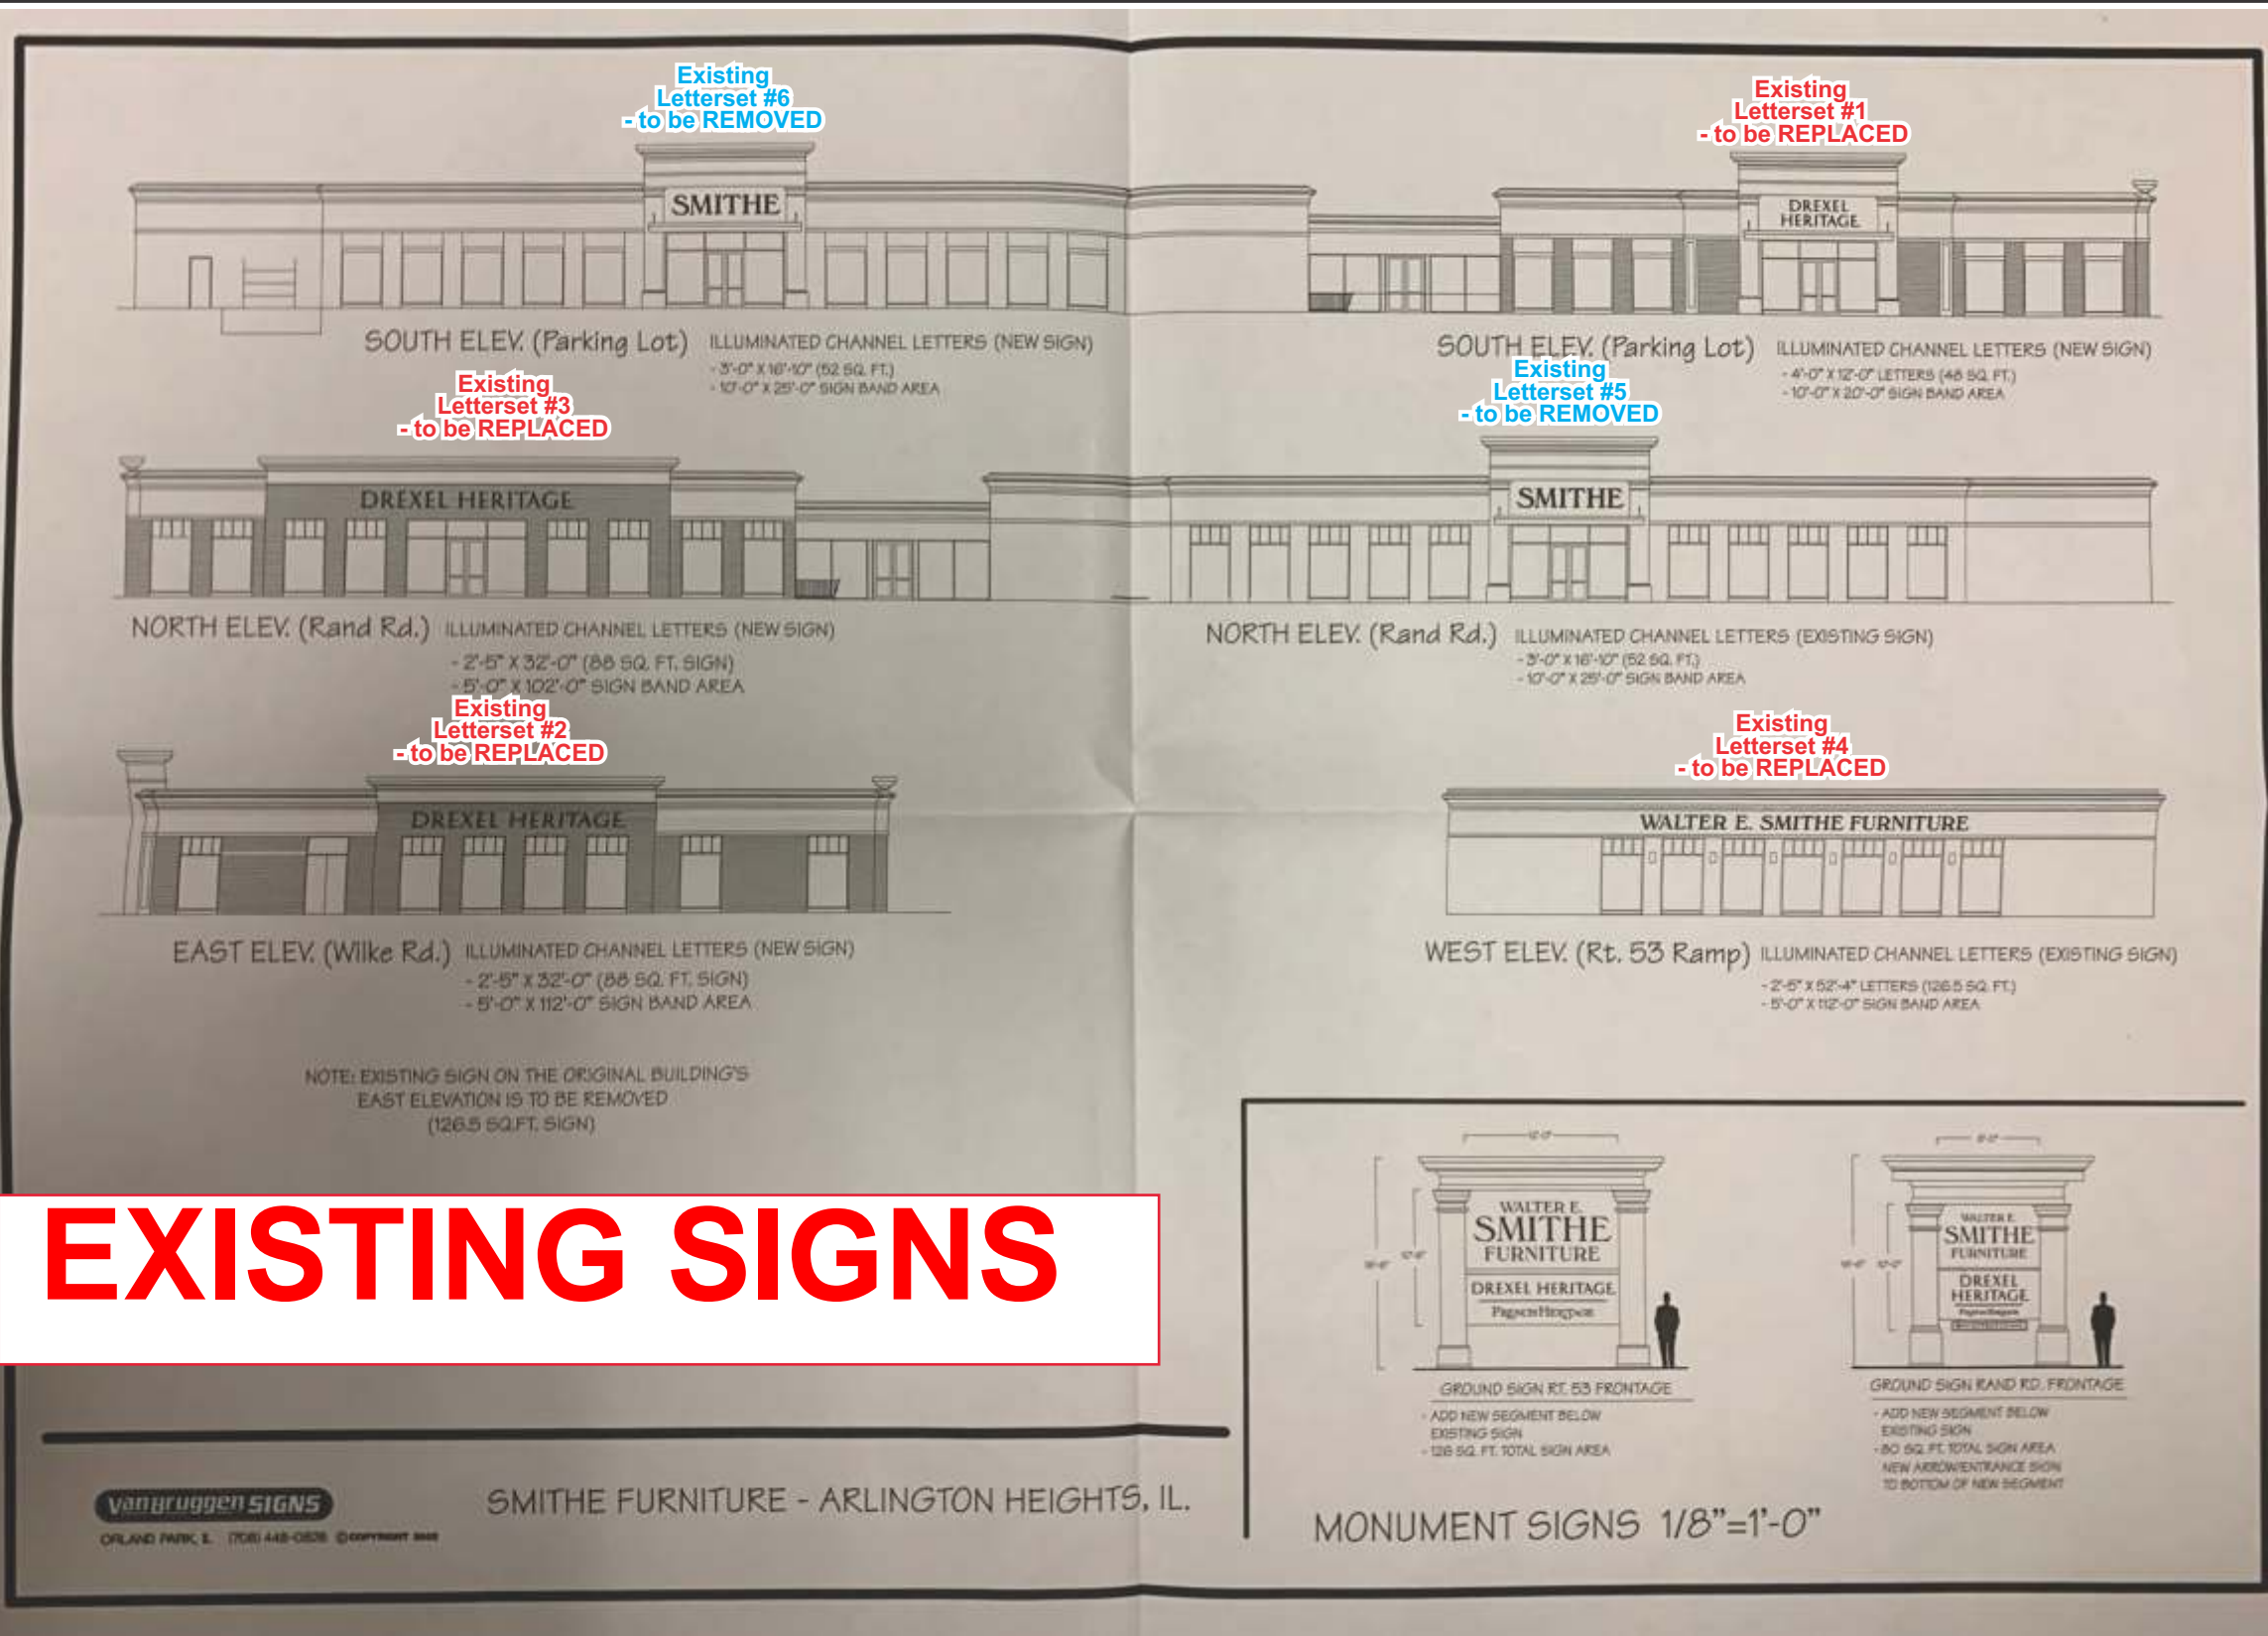 Existing
Letterset #6
- to be REMOVED
SMITHE
SOUTH ELEV. (Parking Lot) ILLUMINATED CHANNEL LETTERS (NEW SIGN)
- 3'-0" X 16'-10" (52 SQ. FT.)
- 10'-0" X 25'-0" SIGN BAND AREA
Existing
Letterset #1
- to be REPLACED
DREXEL
HERITAGE
SOUTH ELEV. (Parking Lot) ILLUMINATED CHANNEL LETTERS (NEW SIGN)
- 4'-0" X 12'-0" LETTERS (48 SQ. FT.)
- 10'-0" X 20'-0" SIGN BAND AREA
Existing
Letterset #3
- to be REPLACED
DREXEL HERITAGE
NORTH ELEV. (Rand Rd.) ILLUMINATED CHANNEL LETTERS (NEW SIGN)
- 2'-5" X 32'-0" (88 SQ. FT. SIGN)
- 5'-0" X 102'-0" SIGN BAND AREA
Existing
Letterset #5
- to be REMOVED
SMITHE
NORTH ELEV. (Rand Rd.) ILLUMINATED CHANNEL LETTERS (EXISTING SIGN)
- 3'-0" X 16'-10" (52 SQ. FT.)
- 10'-0" X 25'-0" SIGN BAND AREA
Existing
Letterset #2
- to be REPLACED
DREXEL HERITAGE
EAST ELEV. (Wilke Rd.) ILLUMINATED CHANNEL LETTERS (NEW SIGN)
- 2'-5" X 32'-0" (88 SQ. FT. SIGN)
- 5'-0" X 112'-0" SIGN BAND AREA
Existing
Letterset #4
- to be REPLACED
WALTER E. SMITHE FURNITURE
WEST ELEV. (Rt. 53 Ramp) ILLUMINATED CHANNEL LETTERS (EXISTING SIGN)
- 2'-5" X 52'-4" LETTERS (126.5 SQ. FT.)
- 5'-0" X 112'-0" SIGN BAND AREA
NOTE: EXISTING SIGN ON THE ORIGINAL BUILDING'S
EAST ELEVATION IS TO BE REMOVED
(126.5 SQ.FT. SIGN)
EXISTING SIGNS
12'-0"
WALTER E.
SMITHE
FURNITURE
DREXEL HERITAGE
GROUND SIGN RT. 53 FRONTAGE
- ADD NEW SEGMENT BELOW
EXISTING SIGN
- 128 SQ. FT. TOTAL SIGN AREA
8'-0"
WALTER E.
SMITHE
FURNITURE
DREXEL
HERITAGE
GROUND SIGN RAND RD. FRONTAGE
- ADD NEW SEGMENT BELOW
EXISTING SIGN
- 80 SQ. FT. TOTAL SIGN AREA
NEW ARROW/ENTRANCE SIGN
TO BOTTOM OF NEW SEGMENT
MONUMENT SIGNS 1/8"=1'-0"
vanBruggen SIGNS
ORLAND PARK, IL (708) 448-0826 © COPYRIGHT
SMITHE FURNITURE - ARLINGTON HEIGHTS, IL.